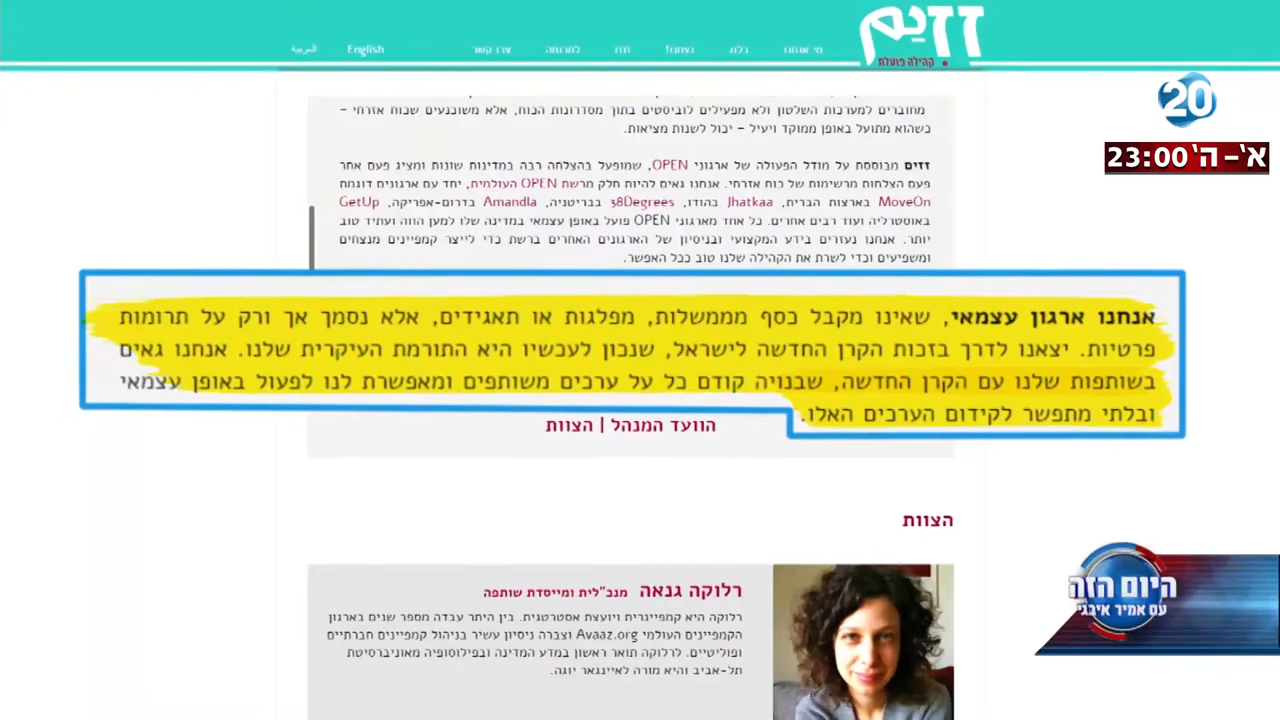 זזים
קהילה פועלת
מי אנחנו בלוג נצחנו! חנות לתרומה צרו קשר English العربية
20
א'-ה' 23:00
מחוברים למערכות השלטון ולא מפעילים לוביסטים בתוך מסדרונות הכוח, אלא משוכנעים שכוח אזרחי –
כשהוא מתועל באופן ממוקד ויעיל – יכול לשנות מציאות.
זזים מבוססת על מודל הפעולה של ארגוני OPEN, שמופעל בהצלחה רבה במדינות שונות ומציג פעם אחר
פעם הצלחות מרשימות של כוח אזרחי. אנחנו גאים להיות חלק מרשת OPEN העולמית, יחד עם ארגונים דוגמת
MoveOn בארצות הברית, Jhatkaa בהודו, 38Degrees בבריטניה, Amandla בדרום-אפריקה, GetUp
באוסטרליה ועוד רבים אחרים. כל אחד מארגוני OPEN פועל באופן עצמאי במדינה שלו למען הווה ועתיד טוב
יותר. אנחנו נעזרים בידע המקצועי ובניסיון של הארגונים האחרים ברשת כדי לייצר קמפיינים מנצחים
ומשפיעים וכדי לשרת את הקהילה שלנו טוב ככל האפשר.
אנחנו ארגון עצמאי, שאינו מקבל כסף מממשלות, מפלגות או תאגידים, אלא נסמך אך ורק על תרומות
פרטיות. יצאנו לדרך בזכות הקרן החדשה לישראל, שנכון לעכשיו היא התורמת העיקרית שלנו. אנחנו גאים
בשותפות שלנו עם הקרן החדשה, שבנויה קודם כל על ערכים משותפים ומאפשרת לנו לפעול באופן עצמאי
ובלתי מתפשר לקידום הערכים האלו.
הוועד המנהל | הצוות
הצוות
רלוקה גנאה מנכ"לית ומייסדת שותפה
רלוקה היא קמפיינרית ויועצת אסטרטגית. בין היתר עבדה מספר שנים בארגון
הקמפיינים העולמי Avaaz.org וצברה ניסיון עשיר בניהול קמפיינים חברתיים
ופוליטיים. לרלוקה תואר ראשון במדע המדינה ובפילוסופיה מאוניברסיטת
תל-אביב והיא מורה לאיינגאר יוגה.
היום הזה
עם אמיר איבגי